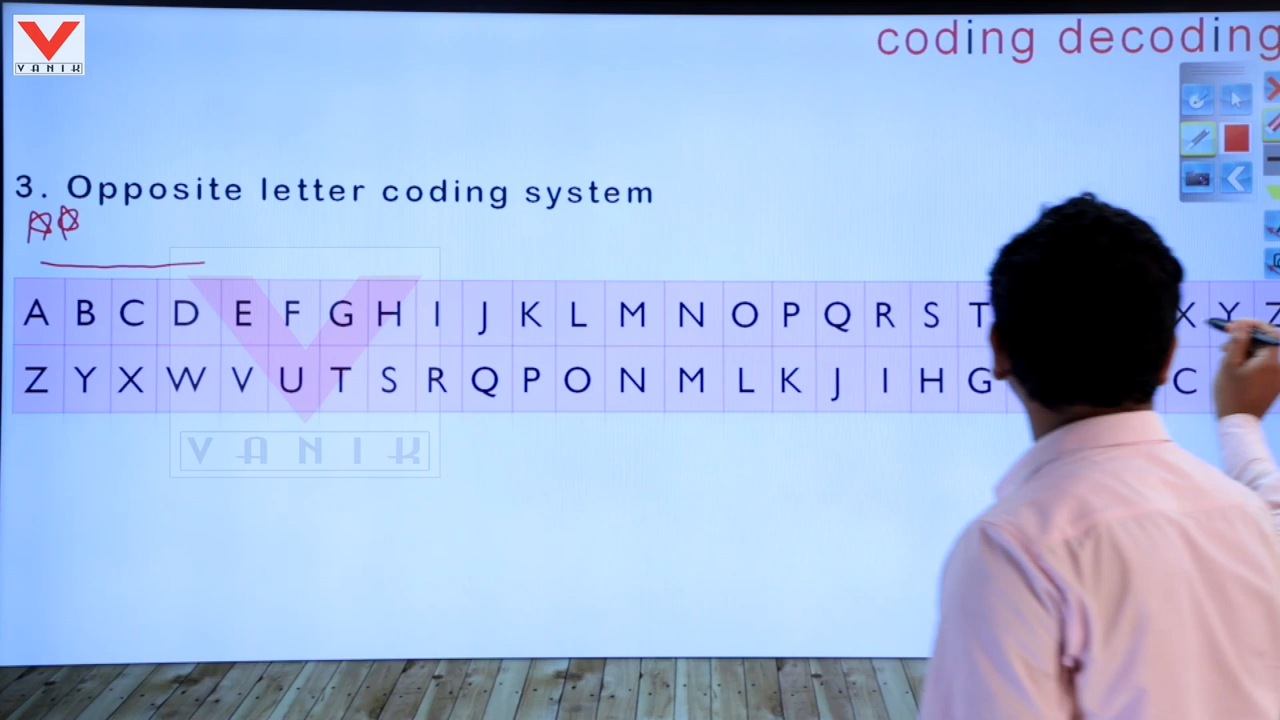 VANIK
coding decoding
3. Opposite letter coding system
A B C D E F G H I J K L M N O P Q R S T X Y Z
Z Y X W V U T S R Q P O N M L K J I H G C
VANIK